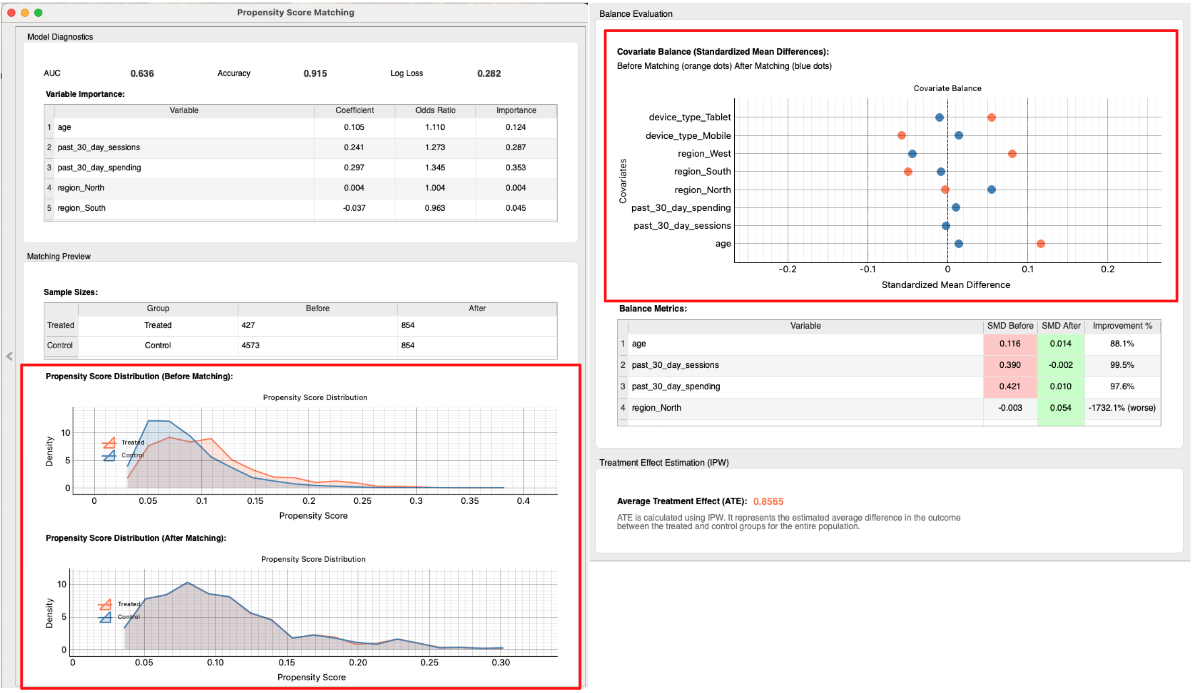 Propensity Score Matching
Model Diagnostics
AUC 0.636 Accuracy 0.915 Log Loss 0.282
Variable Importance:
Variable Coefficient Odds Ratio Importance
1 age 0.105 1.110 0.124
2 past_30_day_sessions 0.241 1.273 0.287
3 past_30_day_spending 0.297 1.345 0.353
4 region_North 0.004 1.004 0.004
5 region_South -0.037 0.963 0.045
Matching Preview
Sample Sizes:
Group Before After
Treated Treated 427 854
Control Control 4573 854
Propensity Score Distribution (Before Matching):
Propensity Score Distribution
Density
10
5
0
Treated
Control
0 0.05 0.1 0.15 0.2 0.25 0.3 0.35 0.4
Propensity Score
Propensity Score Distribution (After Matching):
Propensity Score Distribution
Density
10
5
0
Treated
Control
0 0.05 0.10 0.15 0.20 0.25 0.30
Propensity Score
Balance Evaluation
Covariate Balance (Standardized Mean Differences):
Before Matching (orange dots) After Matching (blue dots)
Covariate Balance
Covariates
device_type_Tablet
device_type_Mobile
region_West
region_South
region_North
past_30_day_spending
past_30_day_sessions
age
-0.2 -0.1 0 0.1 0.2
Standardized Mean Difference
Balance Metrics:
Variable SMD Before SMD After Improvement %
1 age 0.116 0.014 88.1%
2 past_30_day_sessions 0.390 -0.002 99.5%
3 past_30_day_spending 0.421 0.010 97.6%
4 region_North -0.003 0.054 -1732.1% (worse)
Treatment Effect Estimation (IPW)
Average Treatment Effect (ATE): 0.8565
ATE is calculated using IPW. It represents the estimated average difference in the outcome
between the treated and control groups for the entire population.